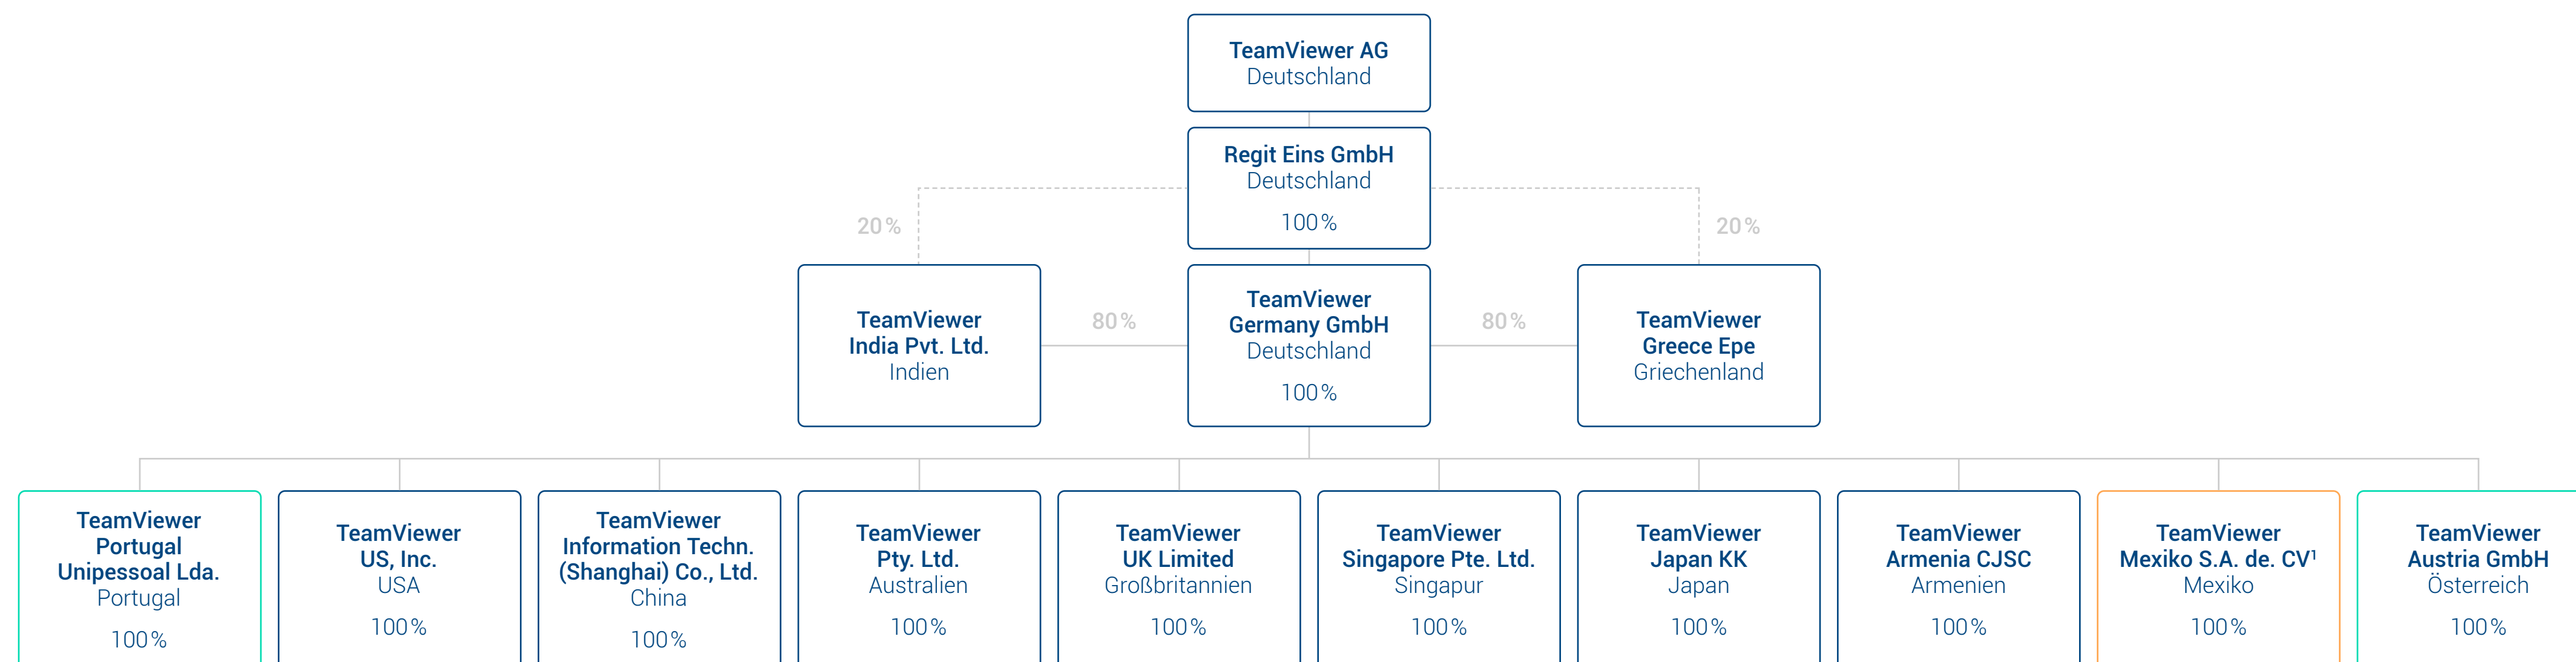 TeamViewer AG
Deutschland
Regit Eins GmbH
Deutschland
100 %
20 %
20 %
TeamViewer
India Pvt. Ltd.
Indien
80 %
TeamViewer
Germany GmbH
Deutschland
100 %
80 %
TeamViewer
Greece Epe
Griechenland
TeamViewer
Portugal
Unipessoal Lda.
Portugal
100 %
TeamViewer
US, Inc.
USA
100 %
TeamViewer
Information Techn.
(Shanghai) Co., Ltd.
China
100 %
TeamViewer
Pty. Ltd.
Australien
100 %
TeamViewer
UK Limited
Großbritannien
100 %
TeamViewer
Singapore Pte. Ltd.
Singapur
100 %
TeamViewer
Japan KK
Japan
100 %
TeamViewer
Armenia CJSC
Armenien
100 %
TeamViewer
Mexiko S.A. de. CV¹
Mexiko
100 %
TeamViewer
Austria GmbH
Österreich
100 %